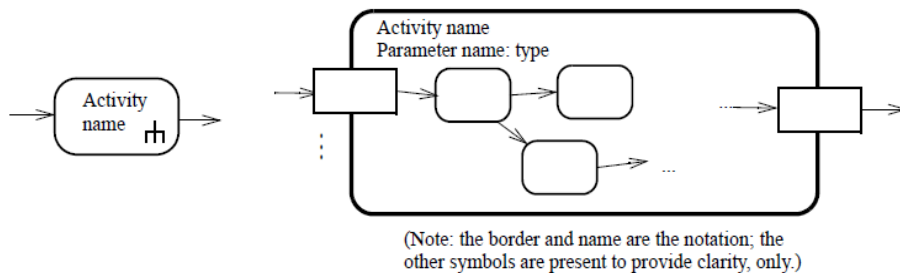 Activity name
Parameter name: type
Activity
name
...
...
(Note: the border and name are the notation; the
other symbols are present to provide clarity, only.)